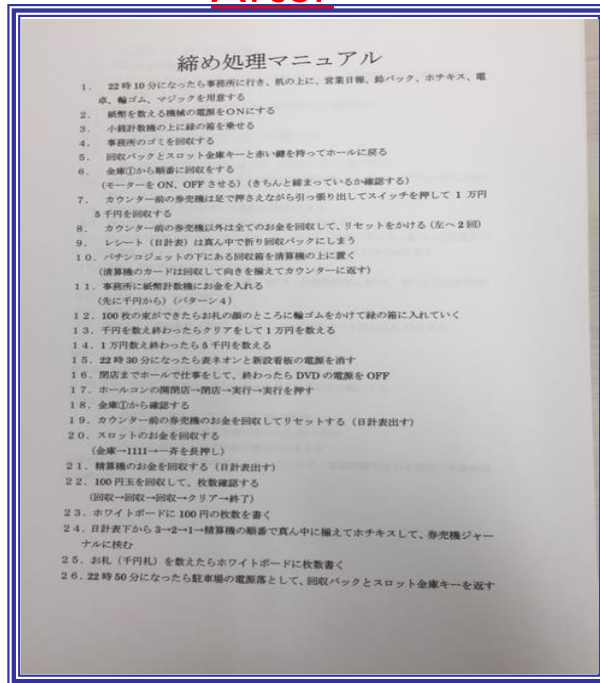 After
締め処理マニュアル
1. 22時10分になったら事務所に行き、机の上に、営業日報、鈴バック、ホチキス、電
卓、輪ゴム、マジックを用意する
2. 紙幣を数える機械の電源をONにする
3. 小銭計数機の上に緑の箱を乗せる
4. 事務所のゴミを回収する
5. 回収バックとスロット金庫キーと赤い鍵を持ってホールに戻る
6. 金庫①から順番に回収をする
(モーターをON、OFFさせる)(きちんと締まっているか確認する)
7. カウンター前の券売機は足で押さえながら引っ張り出してスイッチを押して1万円
5千円を回収する
8. カウンター前の券売機以外は全てのお金を回収して、リセットをかける(左へ2回)
9. レシート(日計表)は真ん中で折り回収バックにしまう
10. パチンコジェットの下にある回収箱を清算機の上に置く
(清算機のカードは回収して向きを揃えてカウンターに返す)
11. 事務所に紙幣計数機にお金を入れる
(先に千円から)(パターン4)
12. 100枚の束ができたらお札の顔のところに輪ゴムをかけて緑の箱に入れていく
13. 千円を数え終わったらクリアをして1万円を数える
14. 1万円数え終わったら5千円を数える
15. 22時30分になったら表ネオンと新設看板の電源を消す
16. 閉店までホールで仕事をして、終わったらDVDの電源をOFF
17. ホールコンの開閉店→閉店→実行→実行を押す
18. 金庫①から確認する
19. カウンター前の券売機のお金を回収してリセットする(日計表出す)
20. スロットのお金を回収する
(金庫→1111→一斉を長押し)
21. 精算機のお金を回収する(日計表出す)
22. 100円玉を回収して、枚数確認する
(回収→回収→回収→クリアー→終了)
23. ホワイトボードに100円の枚数を書く
24. 日計表下から3→2→1→精算機の順番で真ん中に揃えてホチキスして、券売機ジャー
ナルに挟む
25. お札(千円札)を数えたらホワイトボードに枚数書く
26. 22時50分になったら駐車場の電源落として、回収バックとスロット金庫キーを返す